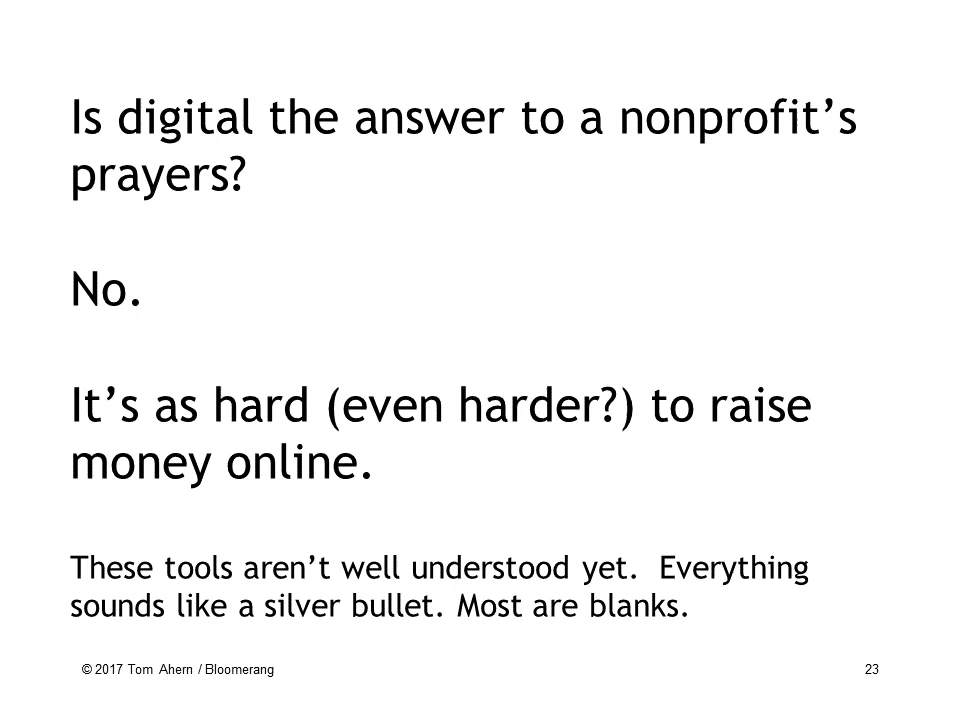 Is digital the answer to a nonprofit’s
prayers?
No.
It’s as hard (even harder?) to raise
money online.
These tools aren’t well understood yet.  Everything
sounds like a silver bullet. Most are blanks.
© 2017 Tom Ahern / Bloomerang
23